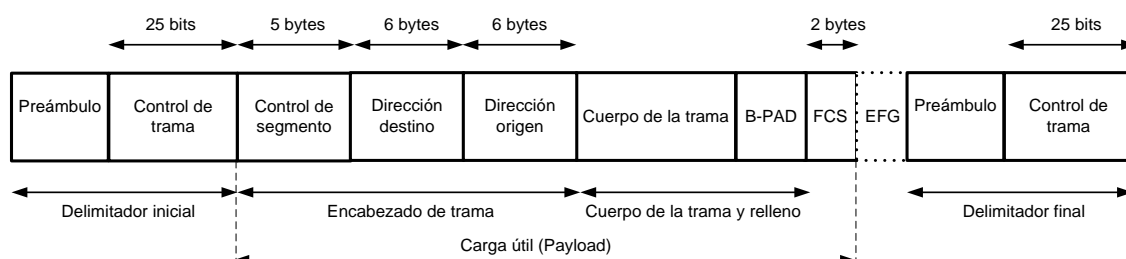 25 bits
5 bytes
6 bytes
6 bytes
2 bytes
25 bits
Preámbulo
Control de
trama
Control de
segmento
Dirección
destino
Dirección
origen
Cuerpo de la trama
B-PAD
FCS
EFG
Preámbulo
Control de
trama
Delimitador inicial
Encabezado de trama
Cuerpo de la trama y relleno
Delimitador final
Carga útil (Payload)